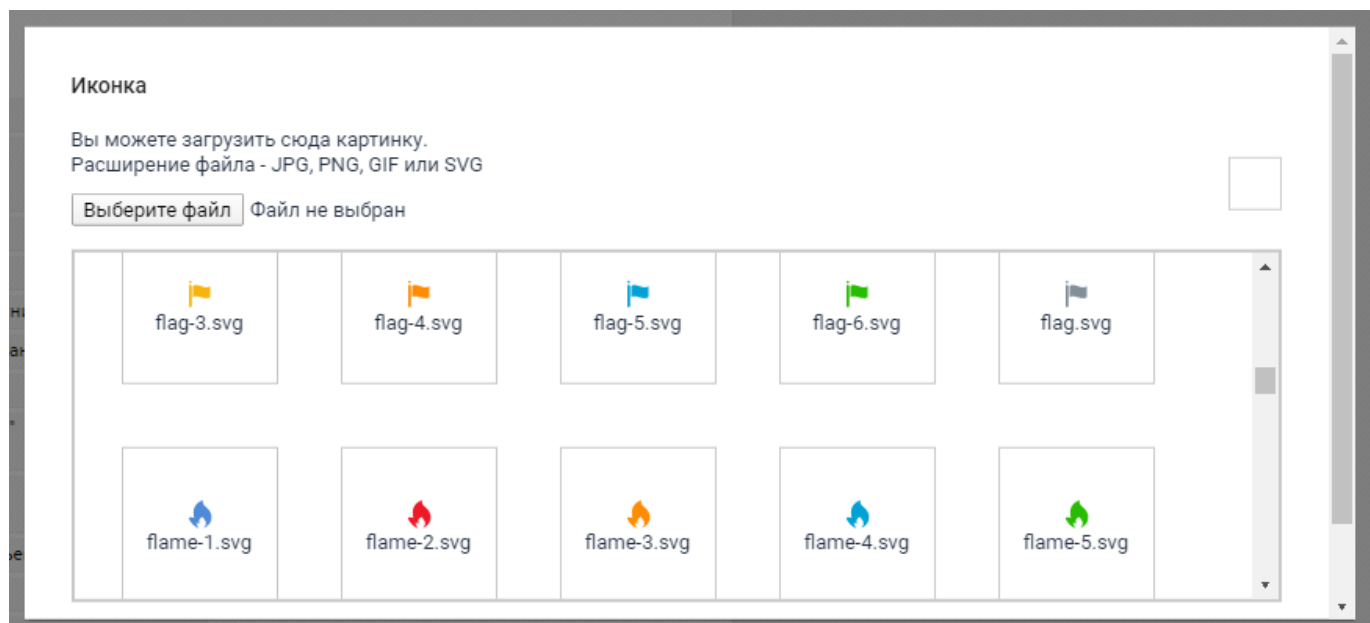 Иконка
Вы можете загрузить сюда картинку.
Расширение файла - JPG, PNG, GIF или SVG
Выберите файл Файл не выбран
flag-3.svg flag-4.svg flag-5.svg flag-6.svg flag.svg
flame-1.svg flame-2.svg flame-3.svg flame-4.svg flame-5.svg